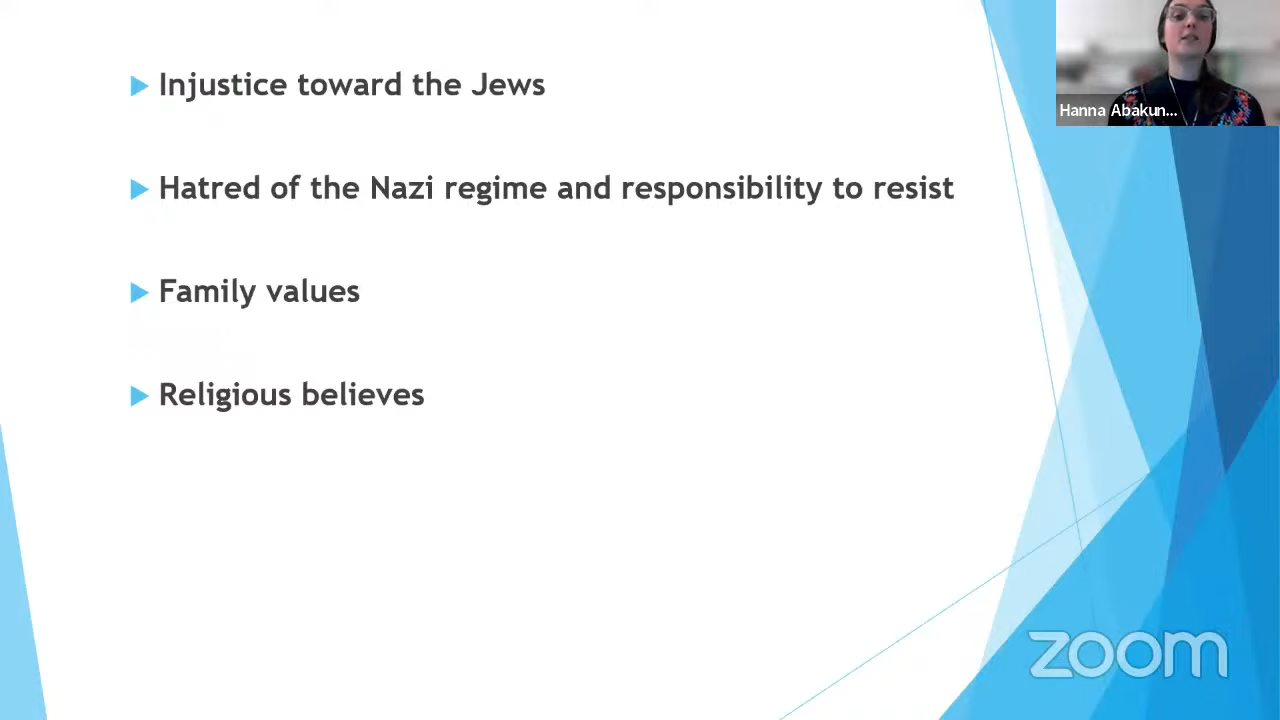 Injustice toward the Jews
Hanna Abakun...
Hatred of the Nazi regime and responsibility to resist
Family values
Religious believes
zoom